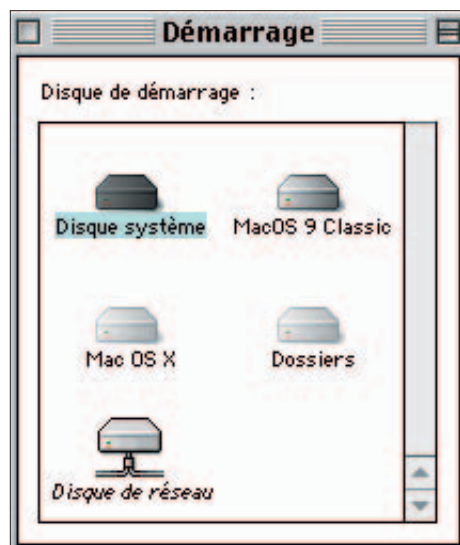 Démarrage
Disque de démarrage :
Disque système
MacOS 9 Classic
Mac OS X
Dossiers
Disque de réseau